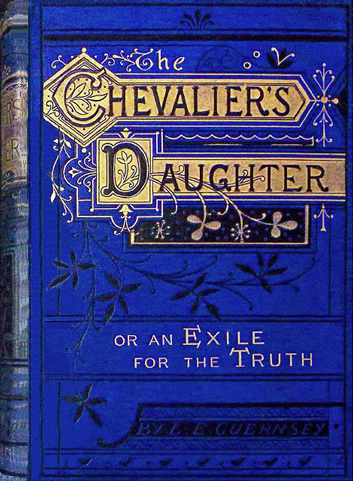 The
CHEVALIER'S
DAUGHTER
OR AN EXILE
FOR THE TRUTH
BY L. E. GUERNSEY